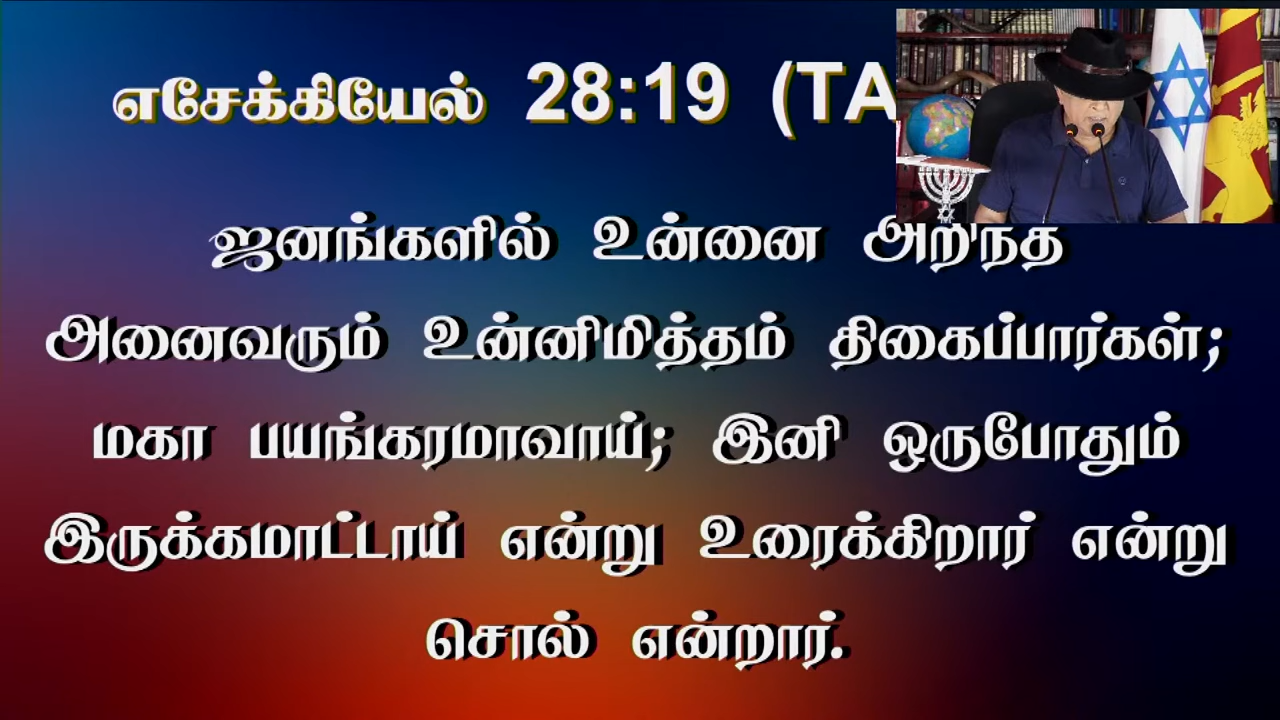 எசேக்கியேல் 28:19 (TA
ஜனங்களில் உன்னை அறிந்த
அனைவரும் உன்னிமித்தம் திகைப்பார்கள்;
மகா பயங்கரமாவாய்; இனி ஒருபோதும்
இருக்கமாட்டாய் என்று உரைக்கிறார் என்று
சொல் என்றார்.